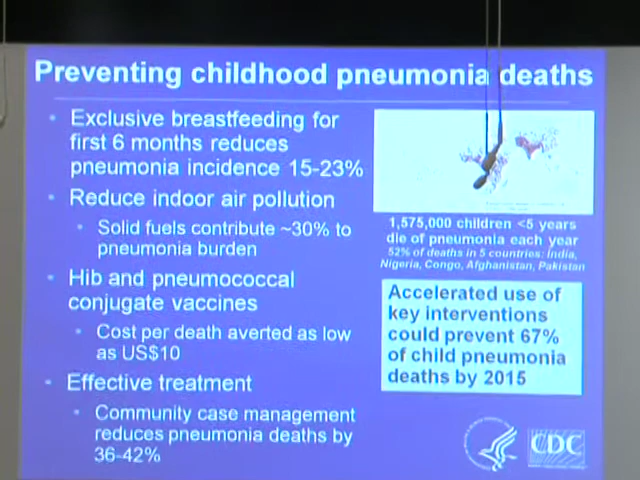 Preventing childhood pneumonia deaths
Exclusive breastfeeding for
first 6 months reduces
pneumonia incidence 15-23%
Reduce indoor air pollution
Solid fuels contribute ~30% to
pneumonia burden
Hib and pneumococcal
conjugate vaccines
Cost per death averted as low
as US$10
Effective treatment
Community case management
reduces pneumonia deaths by
36-42%
1,575,000 children <5 years
die of pneumonia each year
52% of deaths in 5 countries: India,
Nigeria, Congo, Afghanistan, Pakistan
Accelerated use of
key interventions
could prevent 67%
of child pneumonia
deaths by 2015
CDC